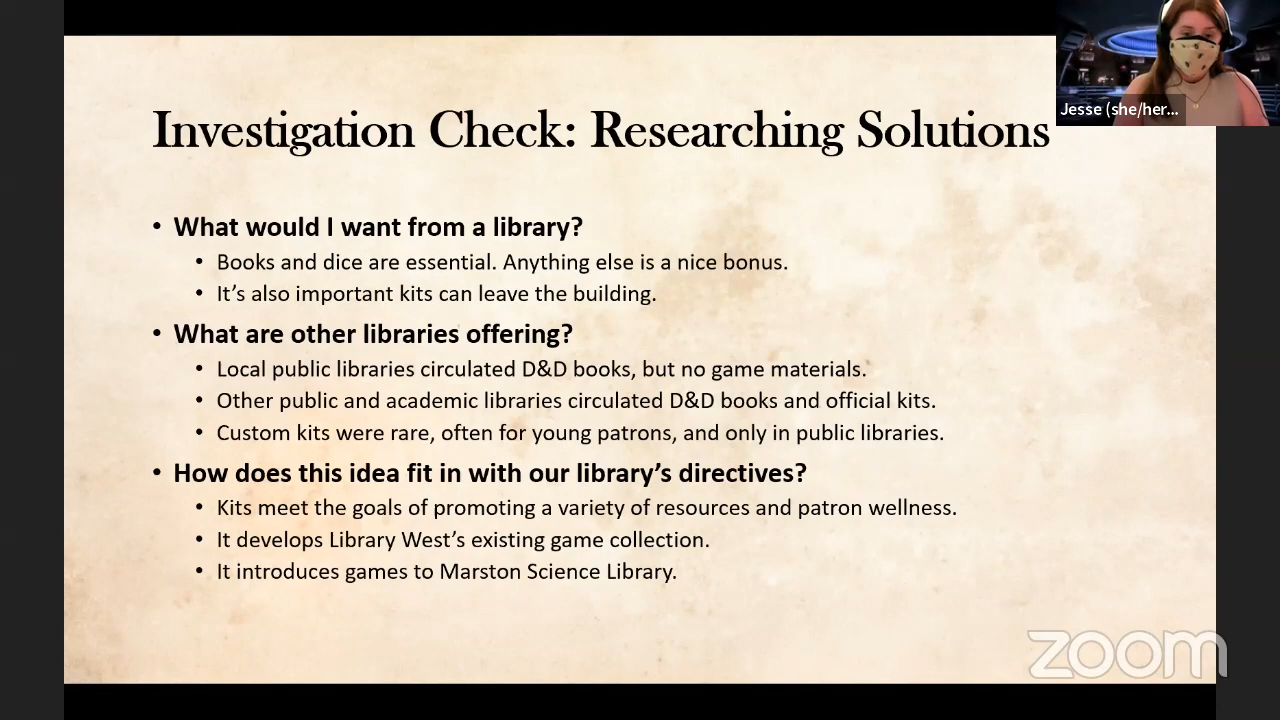 Jesse (she/her...
Investigation Check: Researching Solutions
• What would I want from a library?
• Books and dice are essential. Anything else is a nice bonus.
• It’s also important kits can leave the building.
• What are other libraries offering?
• Local public libraries circulated D&D books, but no game materials.
• Other public and academic libraries circulated D&D books and official kits.
• Custom kits were rare, often for young patrons, and only in public libraries.
• How does this idea fit in with our library’s directives?
• Kits meet the goals of promoting a variety of resources and patron wellness.
• It develops Library West’s existing game collection.
• It introduces games to Marston Science Library.
zoom